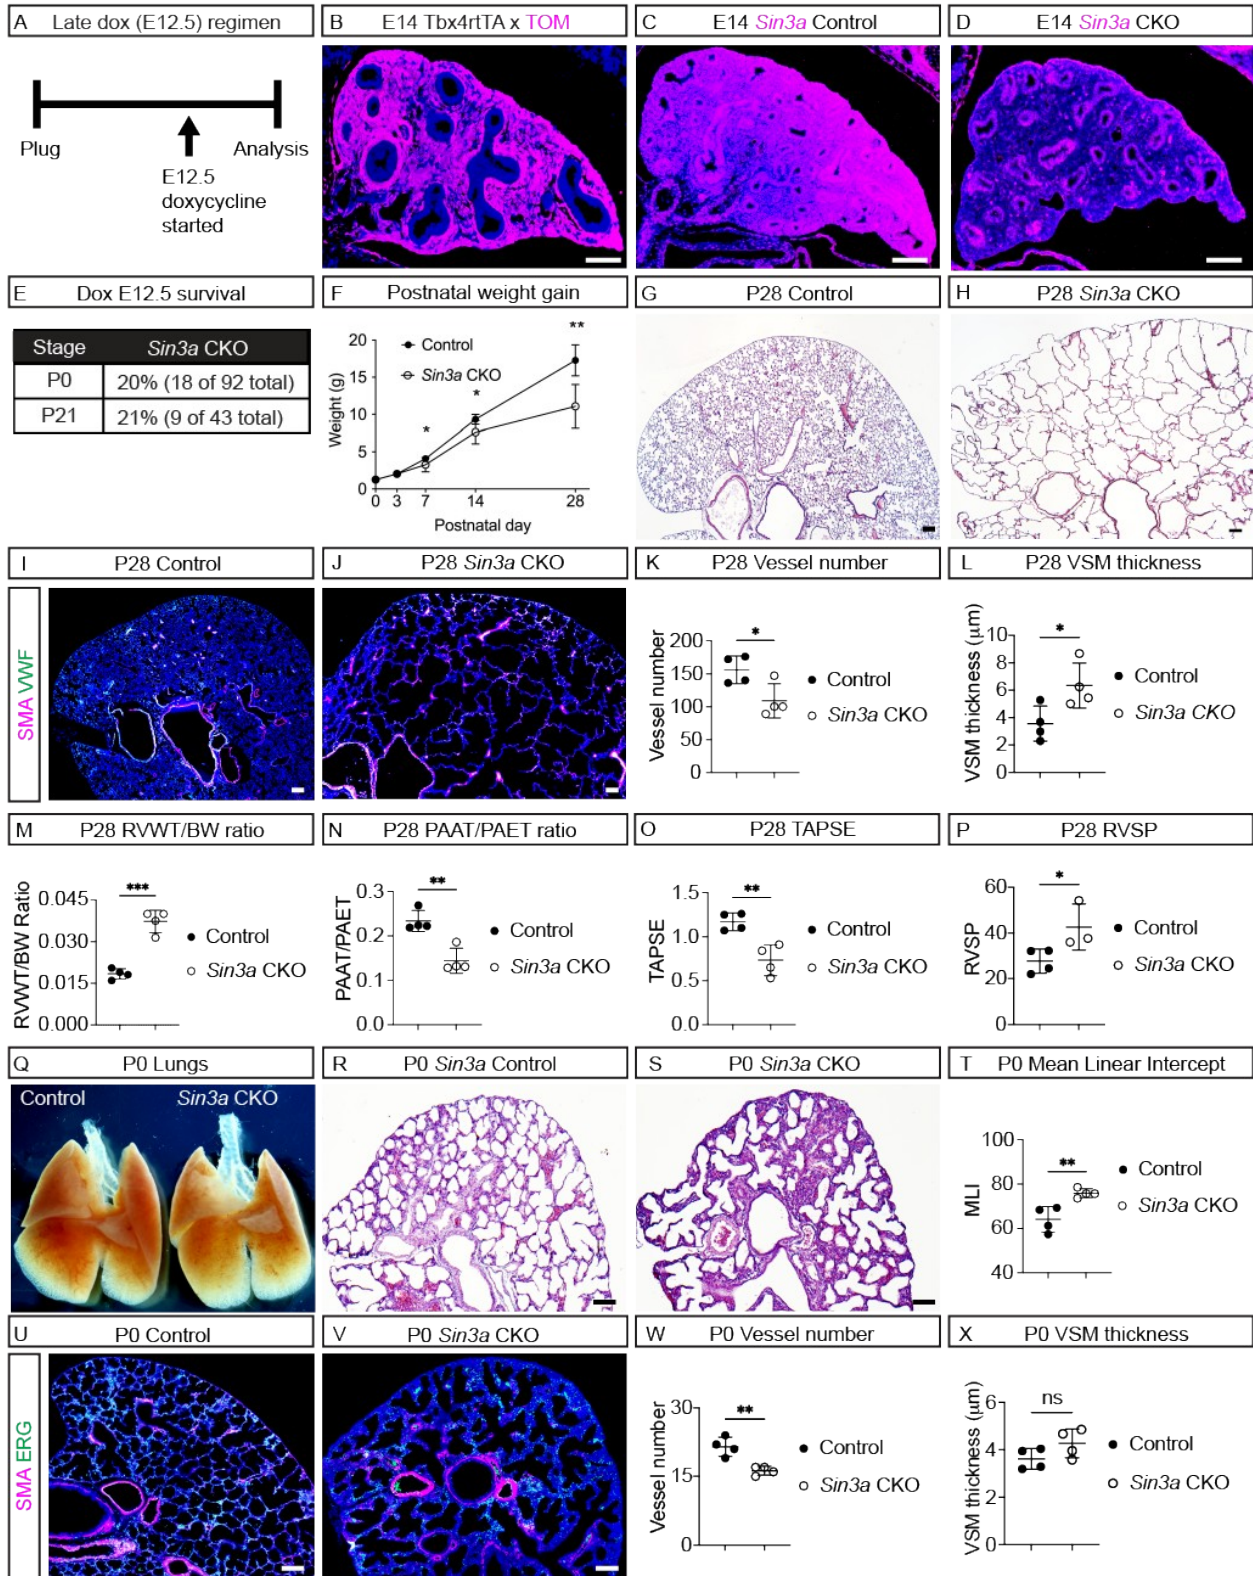 A Late dox (E12.5) regimen
Plug
Analysis
E12.5
doxycycline
started
B E14 Tbx4rtTA x TOM
C E14 Sin3a Control
D E14 Sin3a CKO
E Dox E12.5 survival
Stage Sin3a CKO
P0 20% (18 of 92 total)
P21 21% (9 of 43 total)
F Postnatal weight gain
Weight (g)
20
15
10
5
0
0 3 7 14 28
Postnatal day
Control
Sin3a CKO
*
*
**
G P28 Control
H P28 Sin3a CKO
SMA VWF
I P28 Control
J P28 Sin3a CKO
K P28 Vessel number
Vessel number
200
150
100
50
0
*
Control
Sin3a CKO
L P28 VSM thickness
VSM thickness (μm)
10
8
6
4
2
0
*
Control
Sin3a CKO
M P28 RVWT/BW ratio
RVWT/BW Ratio
0.045
0.030
0.015
0.000
***
Control
Sin3a CKO
N P28 PAAT/PAET ratio
PAAT/PAET
0.3
0.2
0.1
0.0
**
Control
Sin3a CKO
O P28 TAPSE
TAPSE
1.5
1.0
0.5
0.0
**
Control
Sin3a CKO
P P28 RVSP
RVSP
60
40
20
0
*
Control
Sin3a CKO
Q P0 Lungs
Control Sin3a CKO
R P0 Sin3a Control
S P0 Sin3a CKO
T P0 Mean Linear Intercept
MLI
100
80
60
40
**
Control
Sin3a CKO
SMA ERG
U P0 Control
V P0 Sin3a CKO
W P0 Vessel number
Vessel number
30
15
0
**
Control
Sin3a CKO
X P0 VSM thickness
VSM thickness (μm)
6
4
2
0
ns
Control
Sin3a CKO